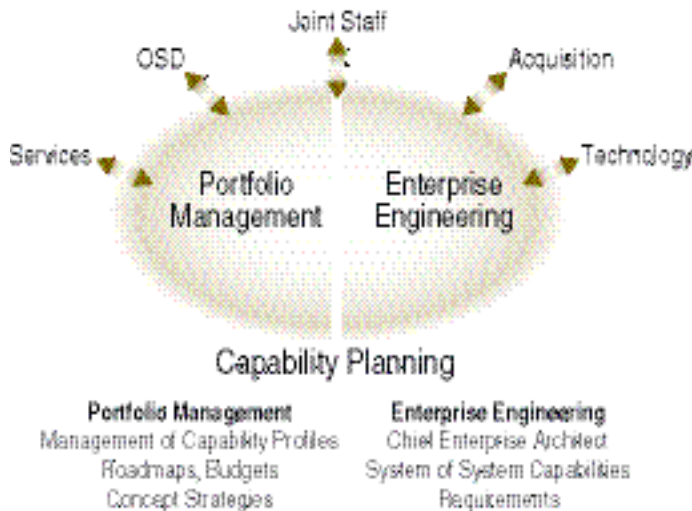 Joint Staff
OSD
Acquisition
Services
Technology
Portfolio
Management
Enterprise
Engineering
Capability Planning
Portfolio Management
Management of Capability Profiles
Roadmaps, Budgets
Concept Strategies
Enterprise Engineering
Chief Enterprise Architect
System of System Capabilities
Requirements